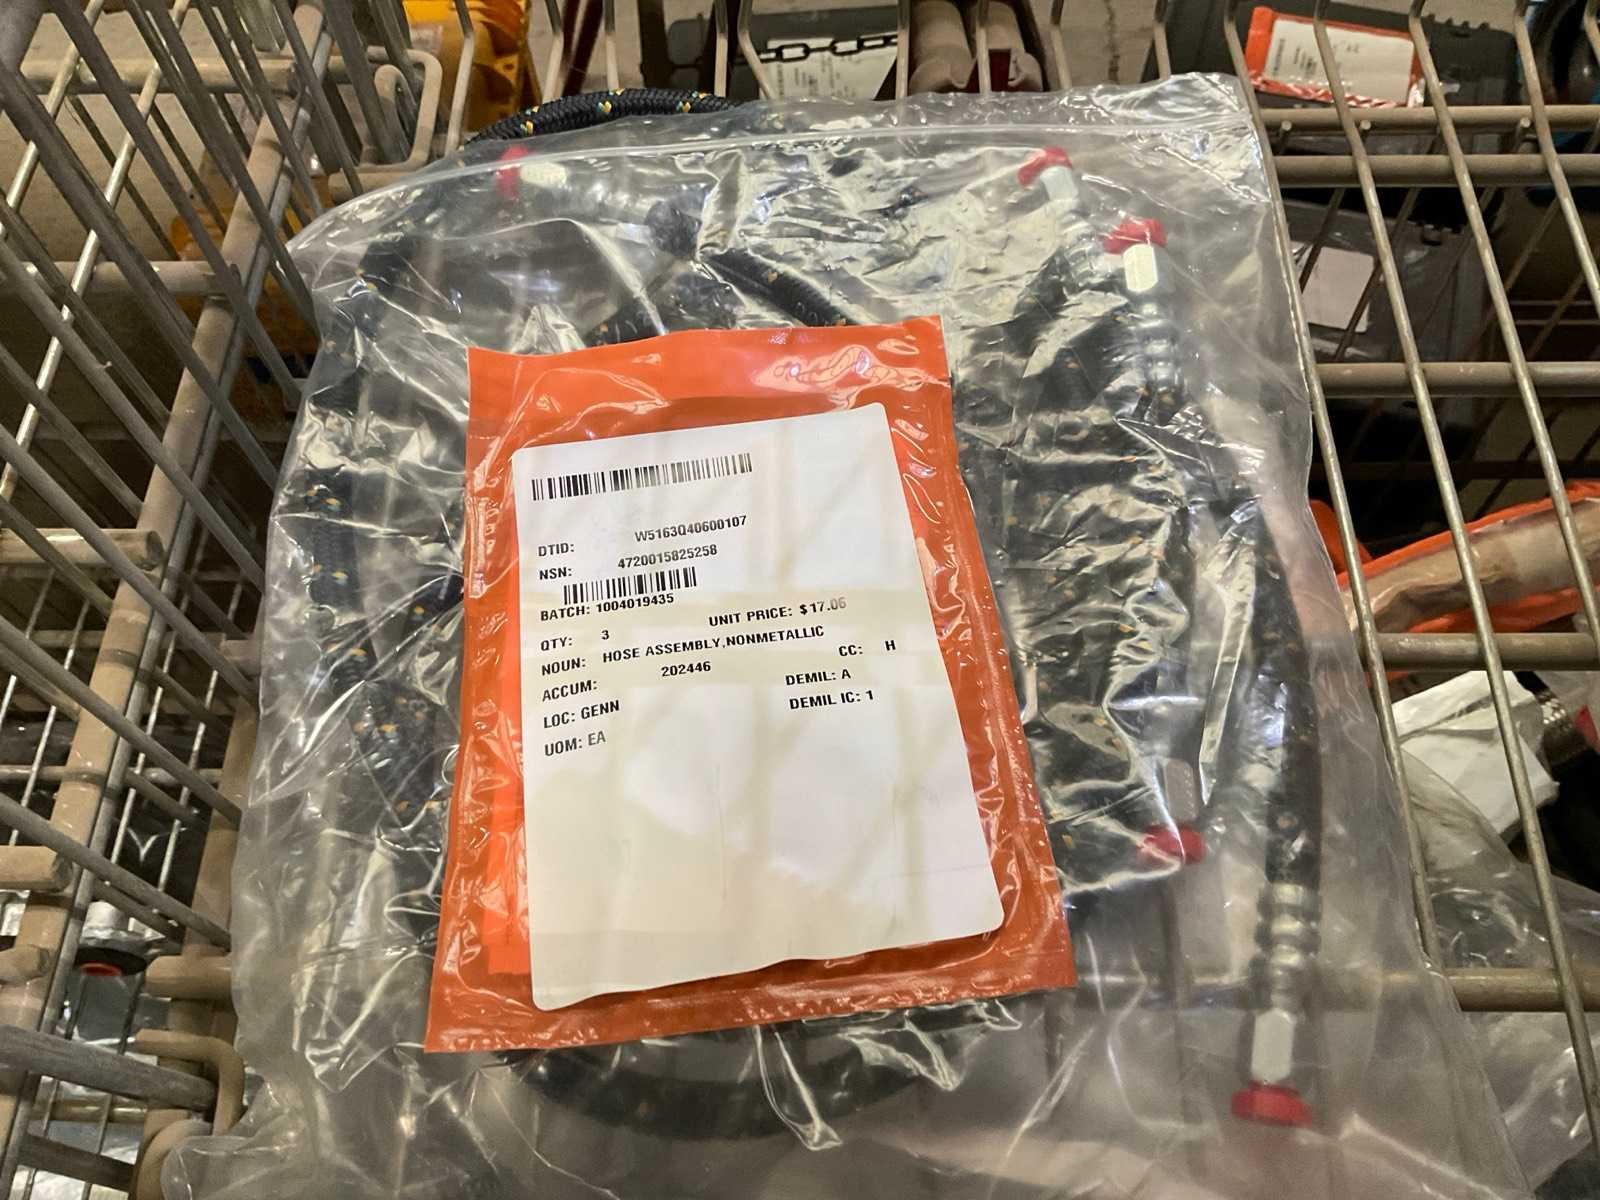 DTID: W5163Q40600107
NSN: 4720015825258
BATCH: 1004019435
QTY: 3 UNIT PRICE: $17.06
NOUN: HOSE ASSEMBLY,NONMETALLIC
ACCUM: 202446 CC: H
LOC: GENN DEMIL: A
UOM: EA DEMIL IC: 1